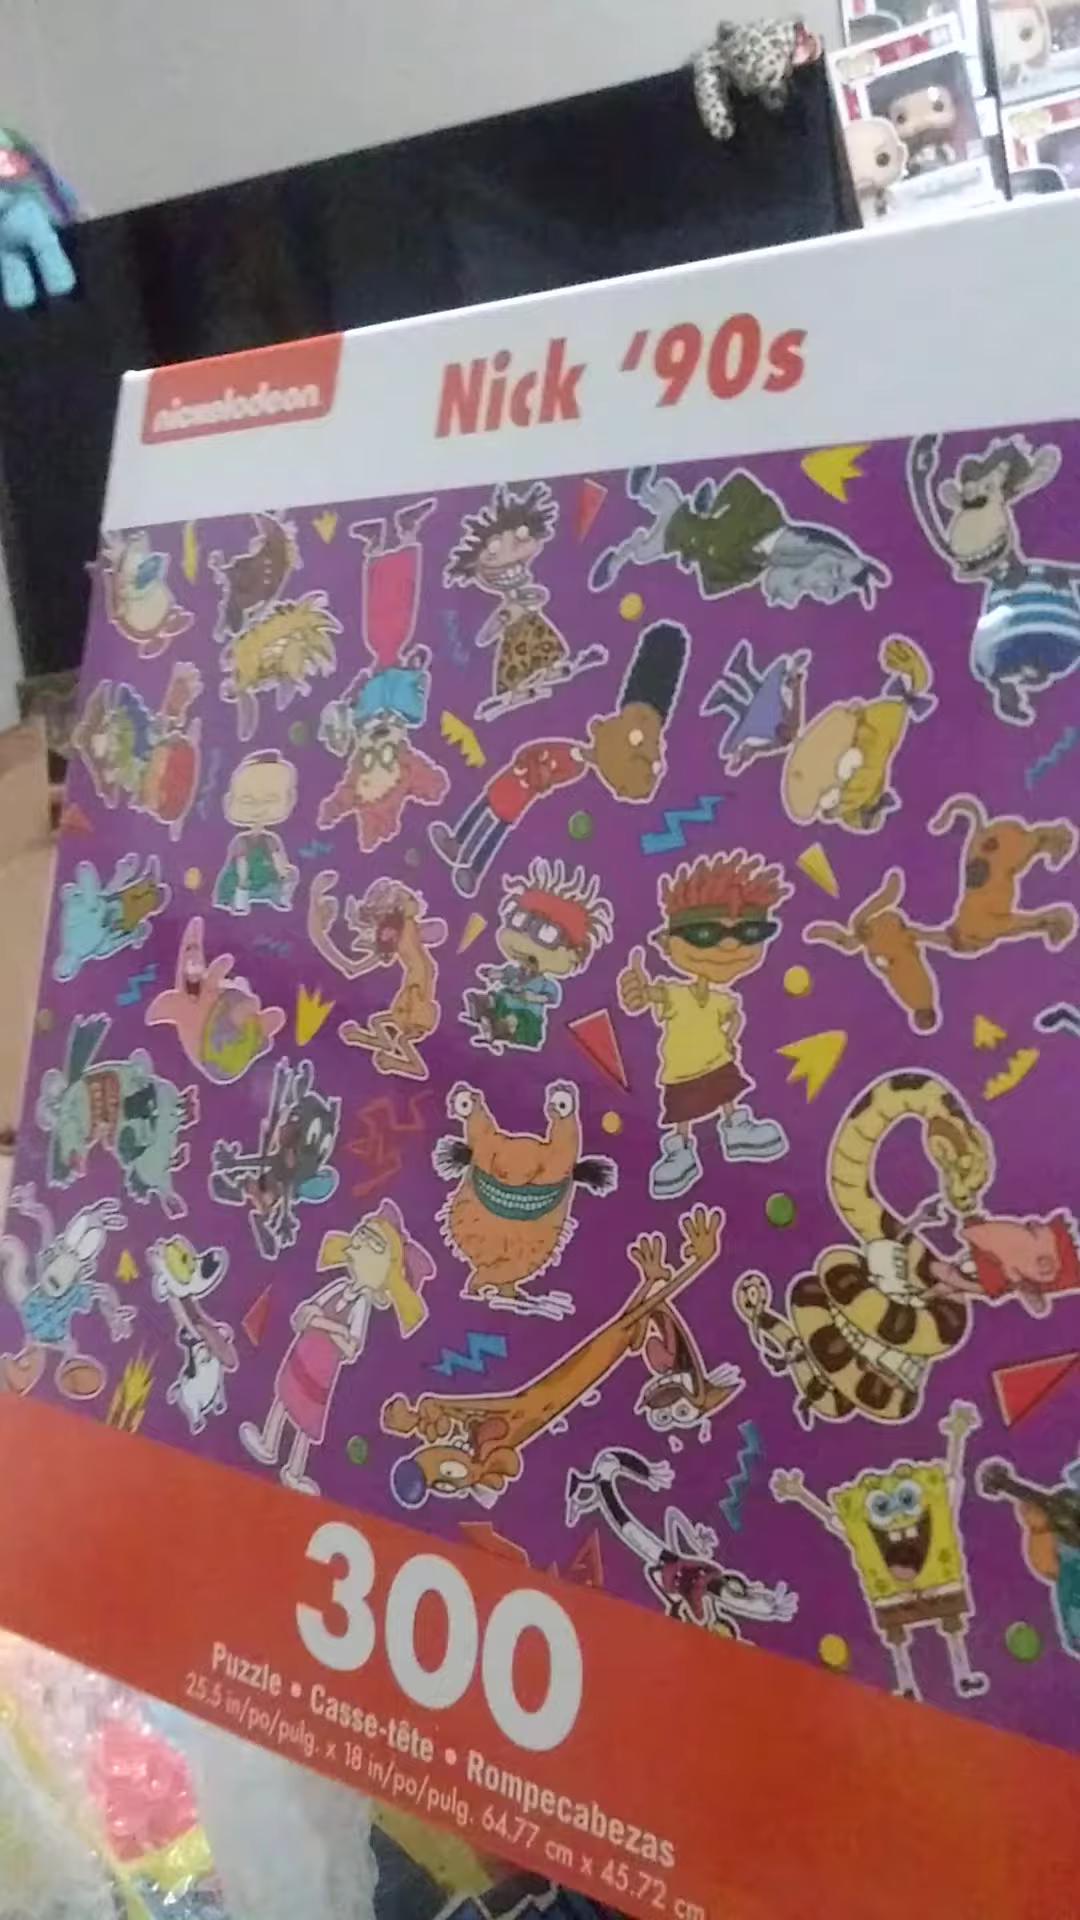 nickelodeon
Nick '90s
300
Puzzle • Casse-tête • Rompecabezas
25.5 in/po/pulg. x 18 in/po/pulg. 64.77 cm x 45.72 cm